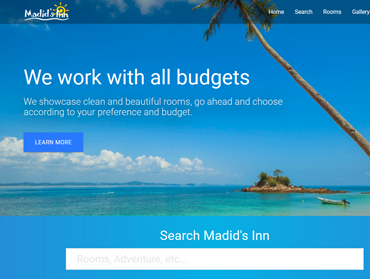 Madid's Inn
Home Search Rooms Gallery
We work with all budgets
We showcase clean and beautiful rooms, go ahead and choose
according to your preference and budget.
LEARN MORE
Search Madid's Inn
Rooms, Adventure, etc...